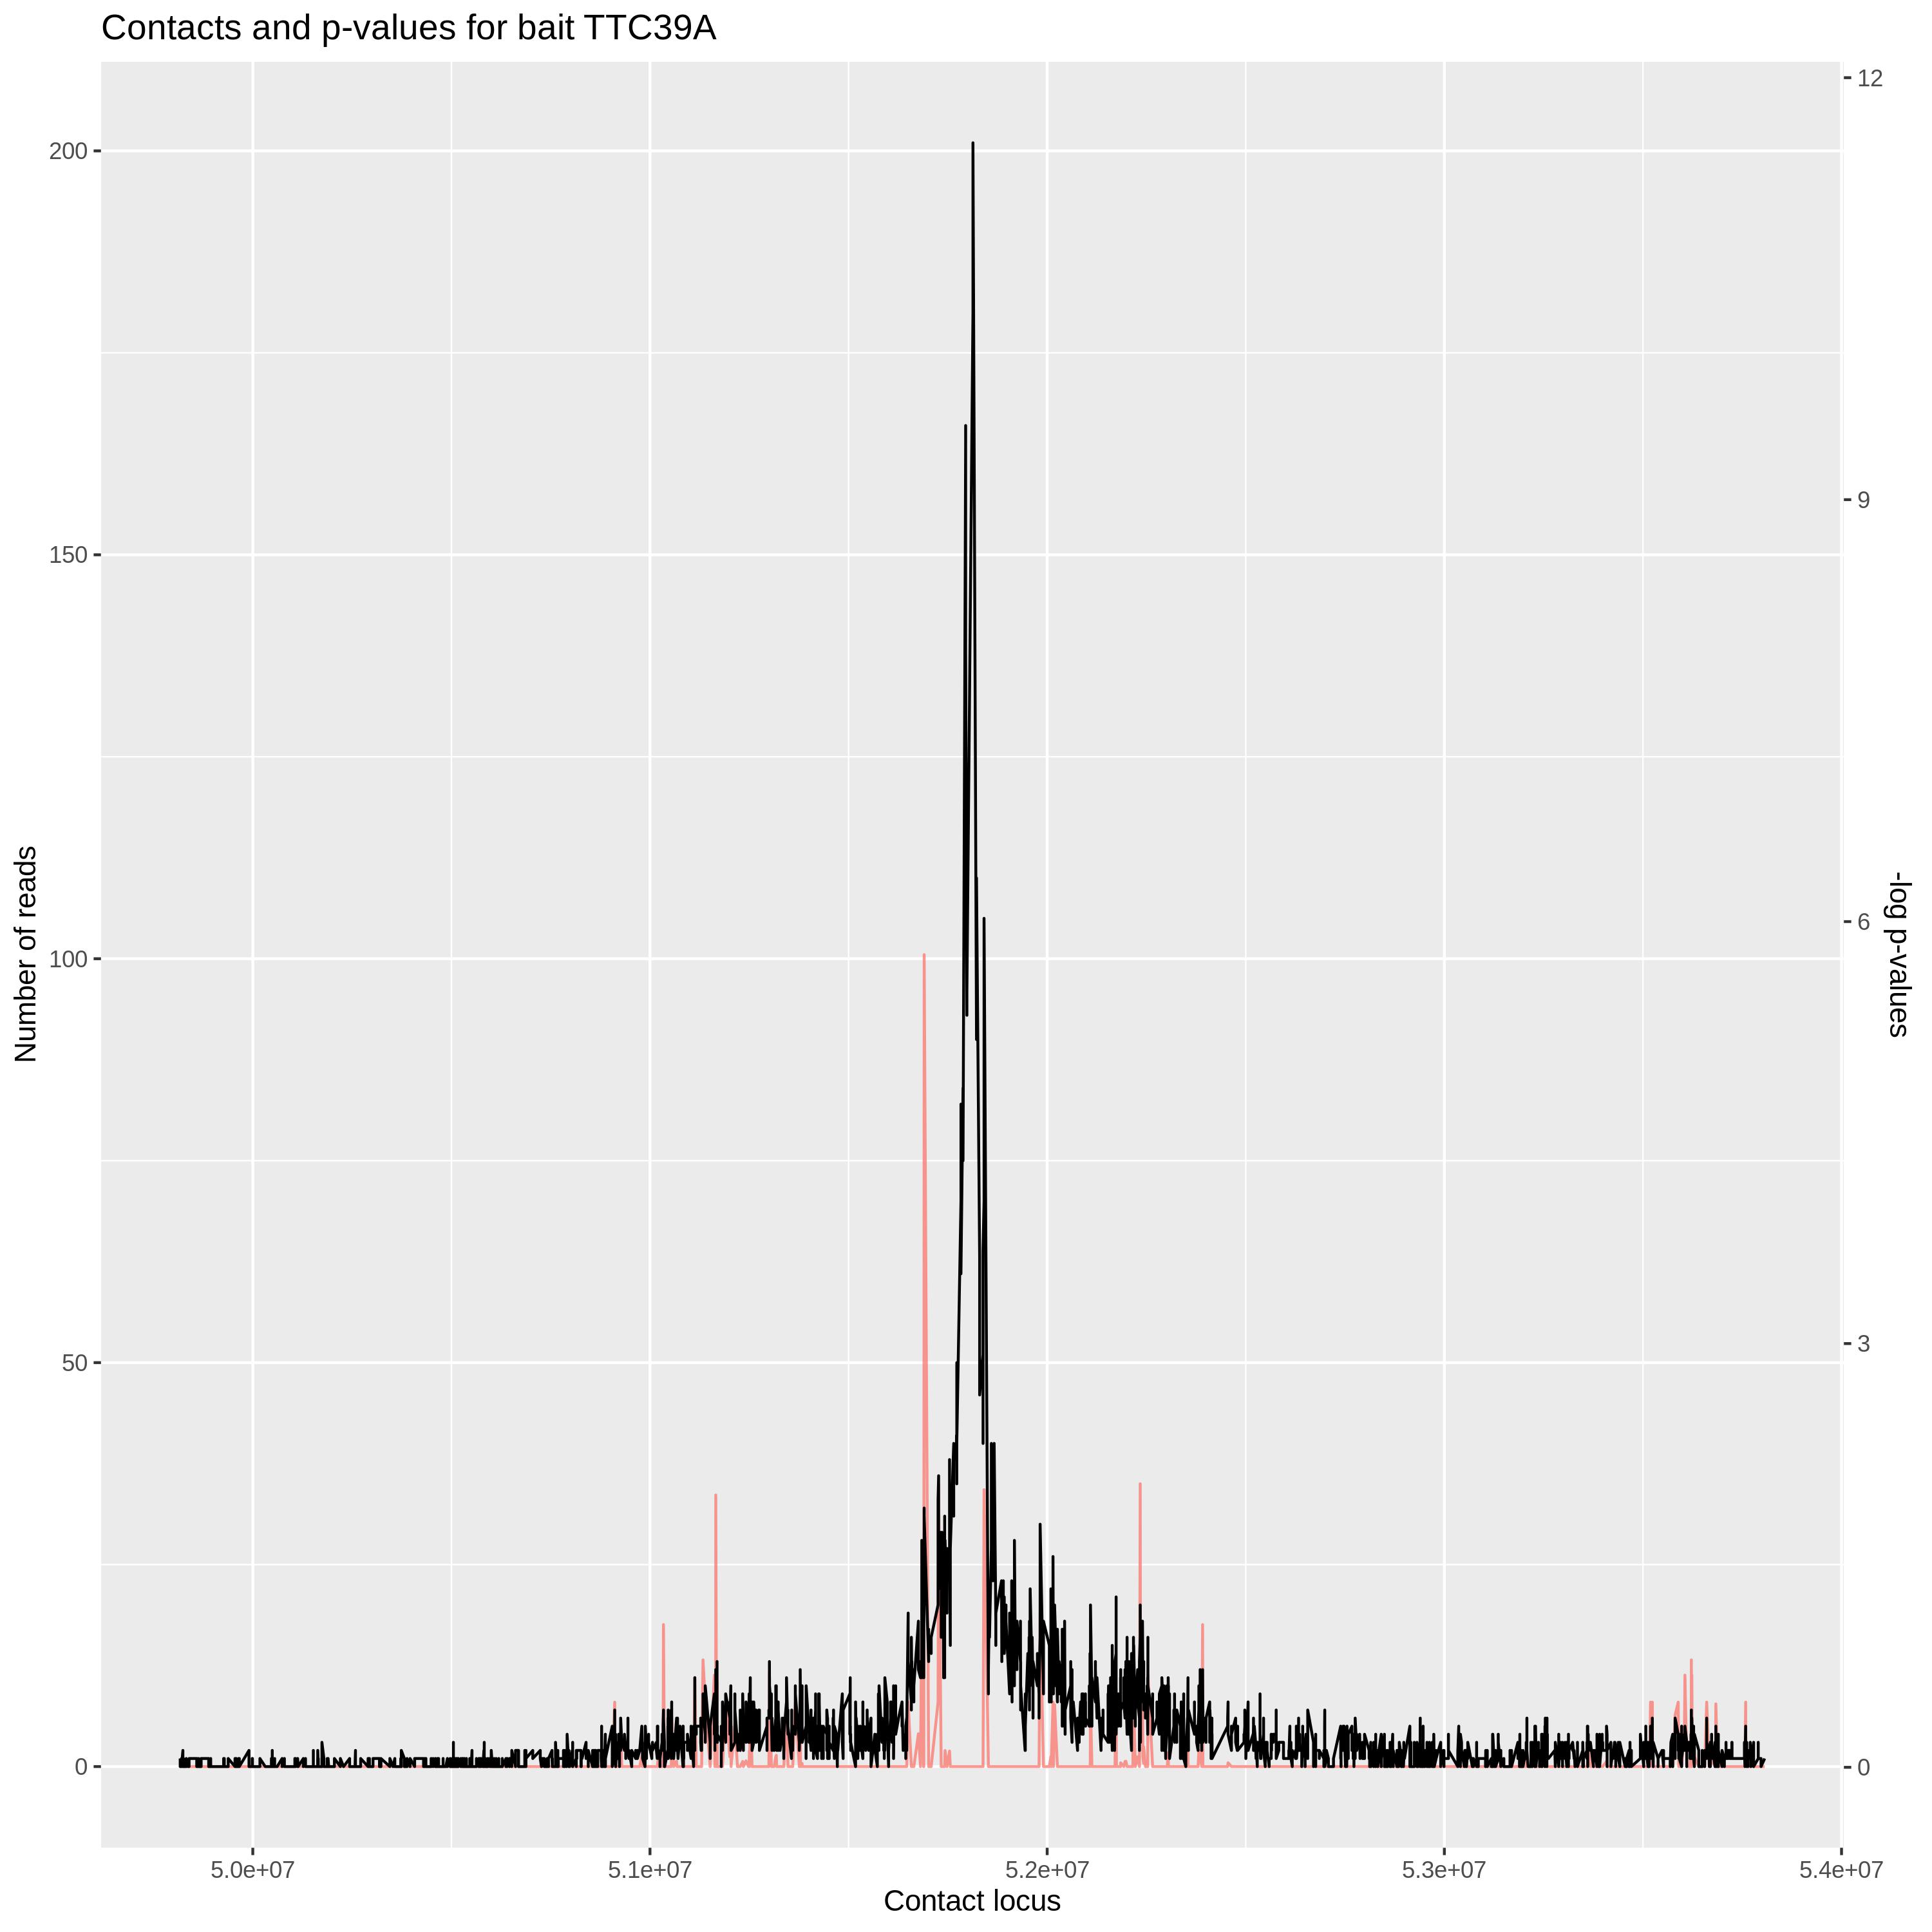 Contacts and p-values for bait TTC39A
200
150
100
50
0
Number of reads
12
9
6
3
0
-log p-values
5.0e+07
5.1e+07
5.2e+07
5.3e+07
5.4e+07
Contact locus